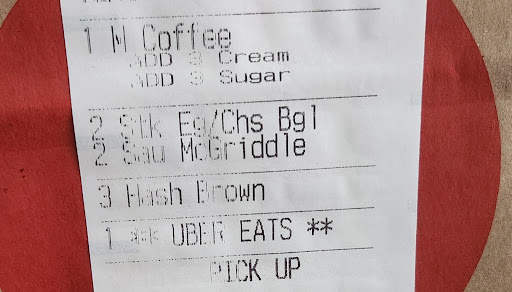 1 M Coffee
ADD 3 Cream
ADD 3 Sugar
2 Stk Eg/Chs Bgl
2 Sau McGriddle
3 Hash Brown
1 ** UBER EATS **
PICK UP